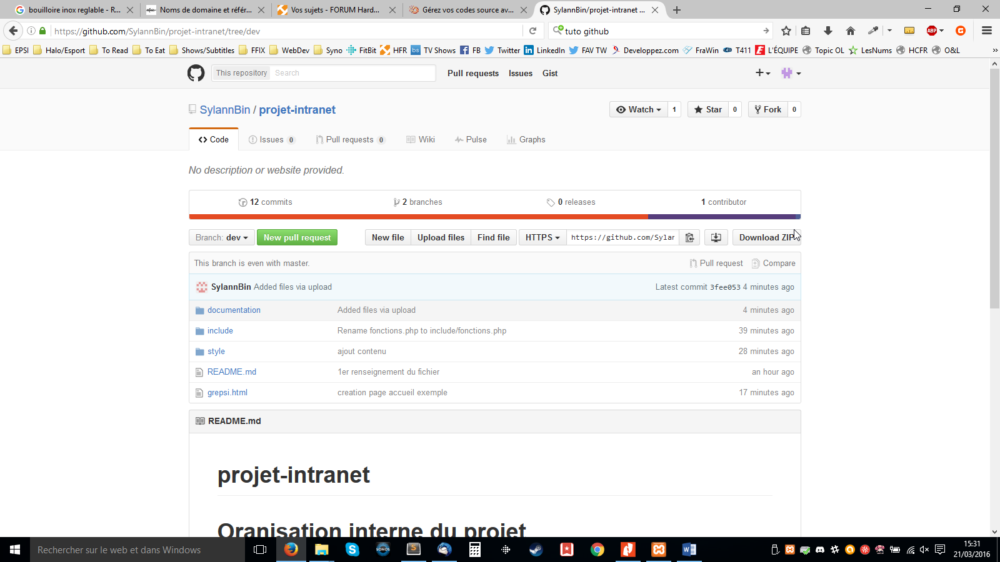 bouilloire inox reglable - R...
Noms de domaine et référ...
Vos sujets - FORUM Hard...
Gérez vos codes source av...
SylannBin/projet-intranet ...
https://github.com/SylannBin/projet-intranet/tree/dev
tuto github
ABP
EPSI Halo/Esport To Read To Eat Shows/Subtitles FFIX WebDev Syno FitBit HFR bs TV Shows FB Twitter LinkedIn FAV TW Developpez.com FraWin T411 L'ÉQUIPE Topic OL LesNums HCFR O&L
This repository Search Pull requests Issues Gist
SylannBin / projet-intranet
Watch 1 Star 0 Fork 0
Code Issues 0 Pull requests 0 Wiki Pulse Graphs
No description or website provided.
12 commits 2 branches 0 releases 1 contributor
Branch: dev New pull request New file Upload files Find file HTTPS https://github.com/Sylar Download ZIP
This branch is even with master. Pull request Compare
SylannBin Added files via upload Latest commit 3fee053 4 minutes ago
documentation Added files via upload 4 minutes ago
include Rename fonctions.php to include/fonctions.php 39 minutes ago
style ajout contenu 28 minutes ago
README.md 1er renseignement du fichier an hour ago
grepsi.html creation page accueil exemple 17 minutes ago
README.md
projet-intranet
Oranisation interne du projet
Rechercher sur le web et dans Windows
SONOS
15:31
21/03/2016